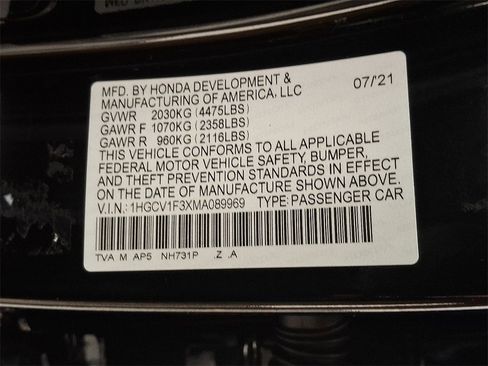 MFD. BY HONDA DEVELOPMENT & 07/'21
MANUFACTURING OF AMERICA, LLC
GVWR 2030KG (4475LBS)
GAWR F 1070KG (2358LBS)
GAWR R 960KG (2116LBS)
THIS VEHICLE CONFORMS TO ALL APPLICABLE
FEDERAL MOTOR VEHICLE SAFETY, BUMPER,
AND THEFT PREVENTION STANDARDS IN EFFECT
ON THE DATE OF MANUFACTURE SHOWN ABOVE.
V.I.N.: 1HGCV1F3XMA089969 TYPE: PASSENGER CAR
TVA M AP5 NH731P .Z .A